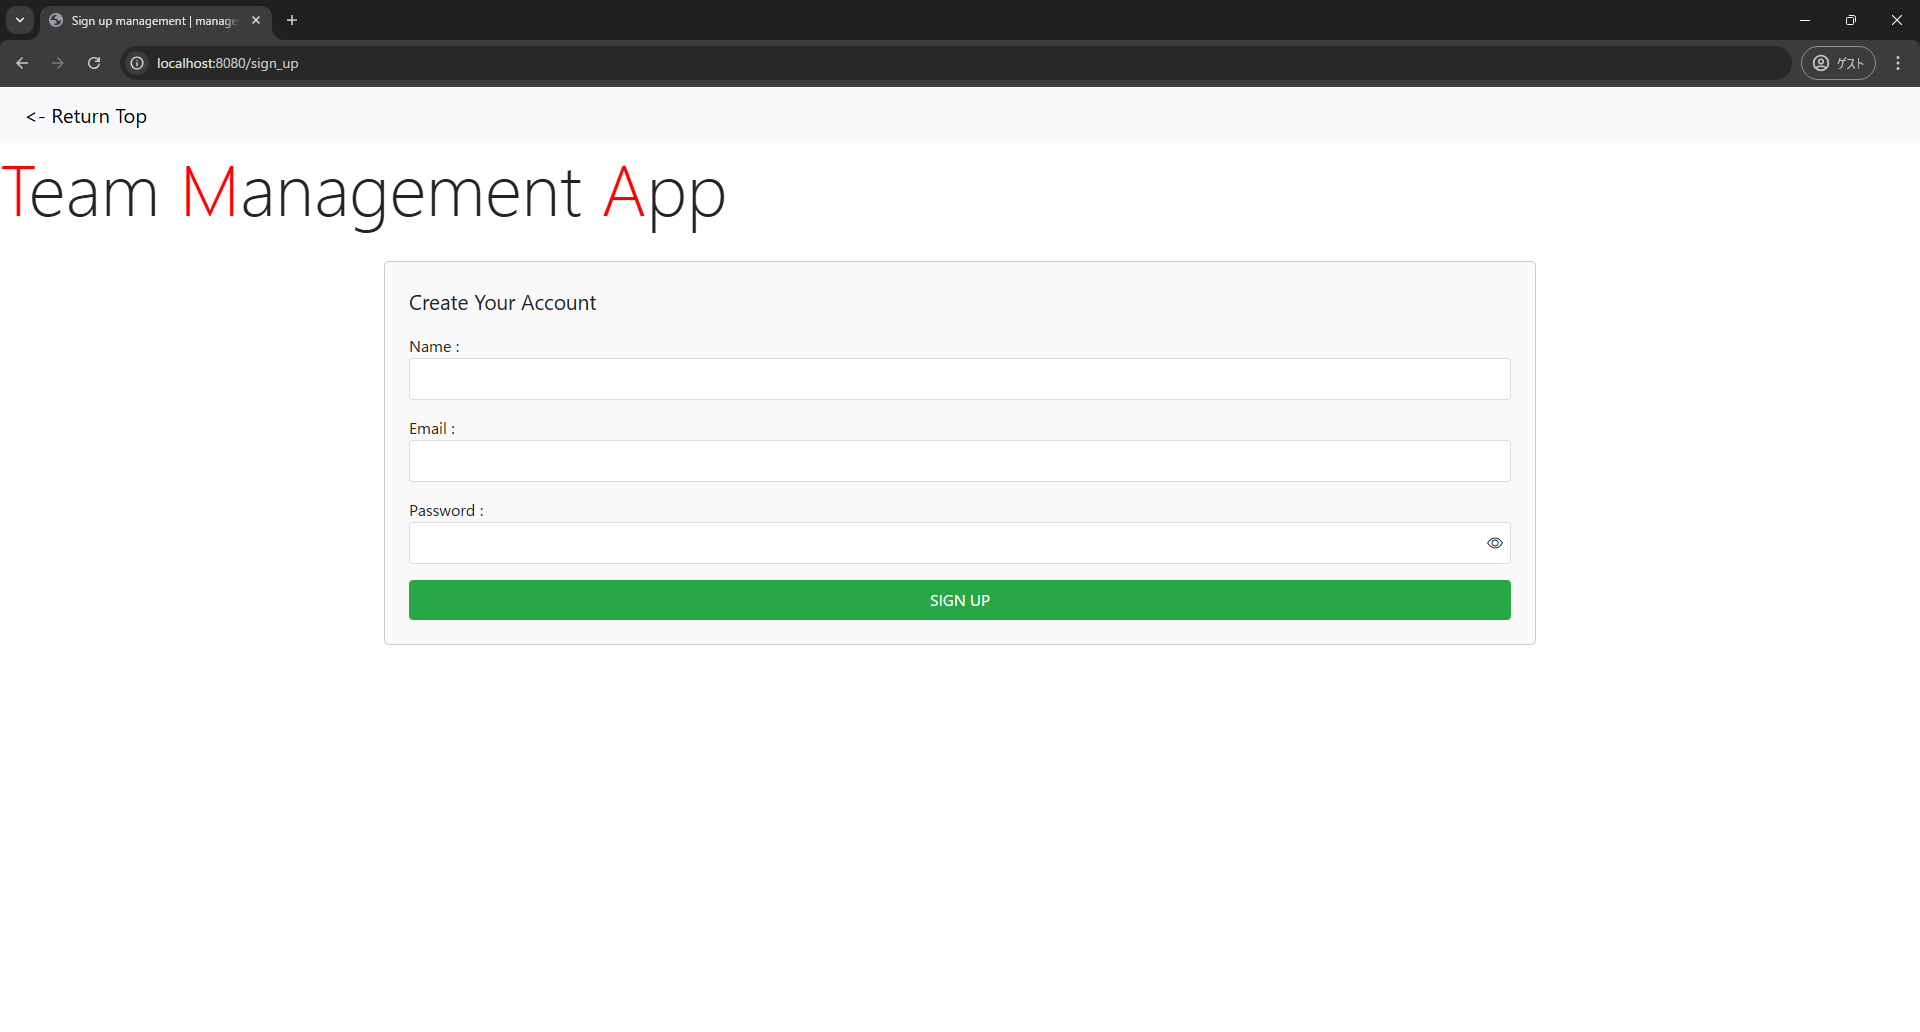 Sign up management | manage
localhost:8080/sign_up
ゲスト
<- Return Top
Team Management App
Create Your Account
Name :
Email :
Password :
SIGN UP